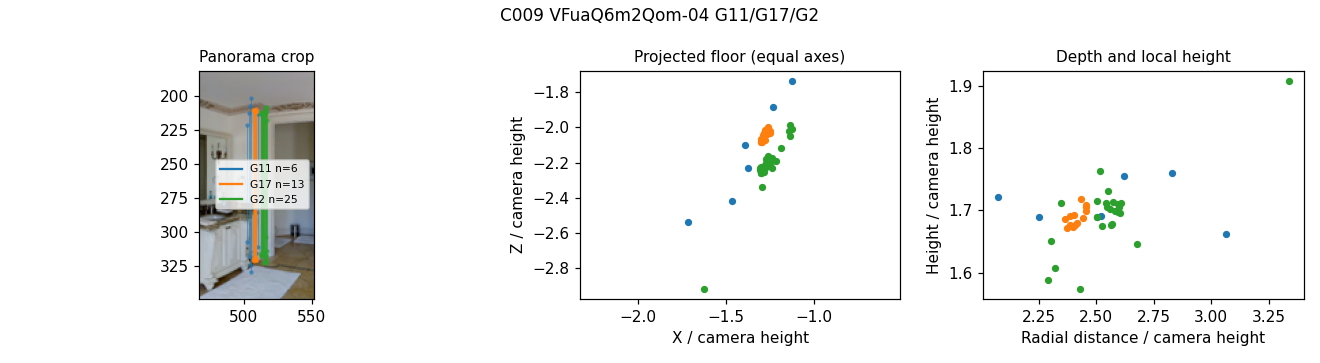 C009 VFuaQ6m2Qom-04 G11/G17/G2
Panorama crop
200
225
250
275
300
325
500
550
G11 n=6
G17 n=13
G2 n=25
Projected floor (equal axes)
Z / camera height
−1.8
−2.0
−2.2
−2.4
−2.6
−2.8
−2.0
−1.5
−1.0
X / camera height
Depth and local height
Height / camera height
1.9
1.8
1.7
1.6
2.25
2.50
2.75
3.00
3.25
Radial distance / camera height